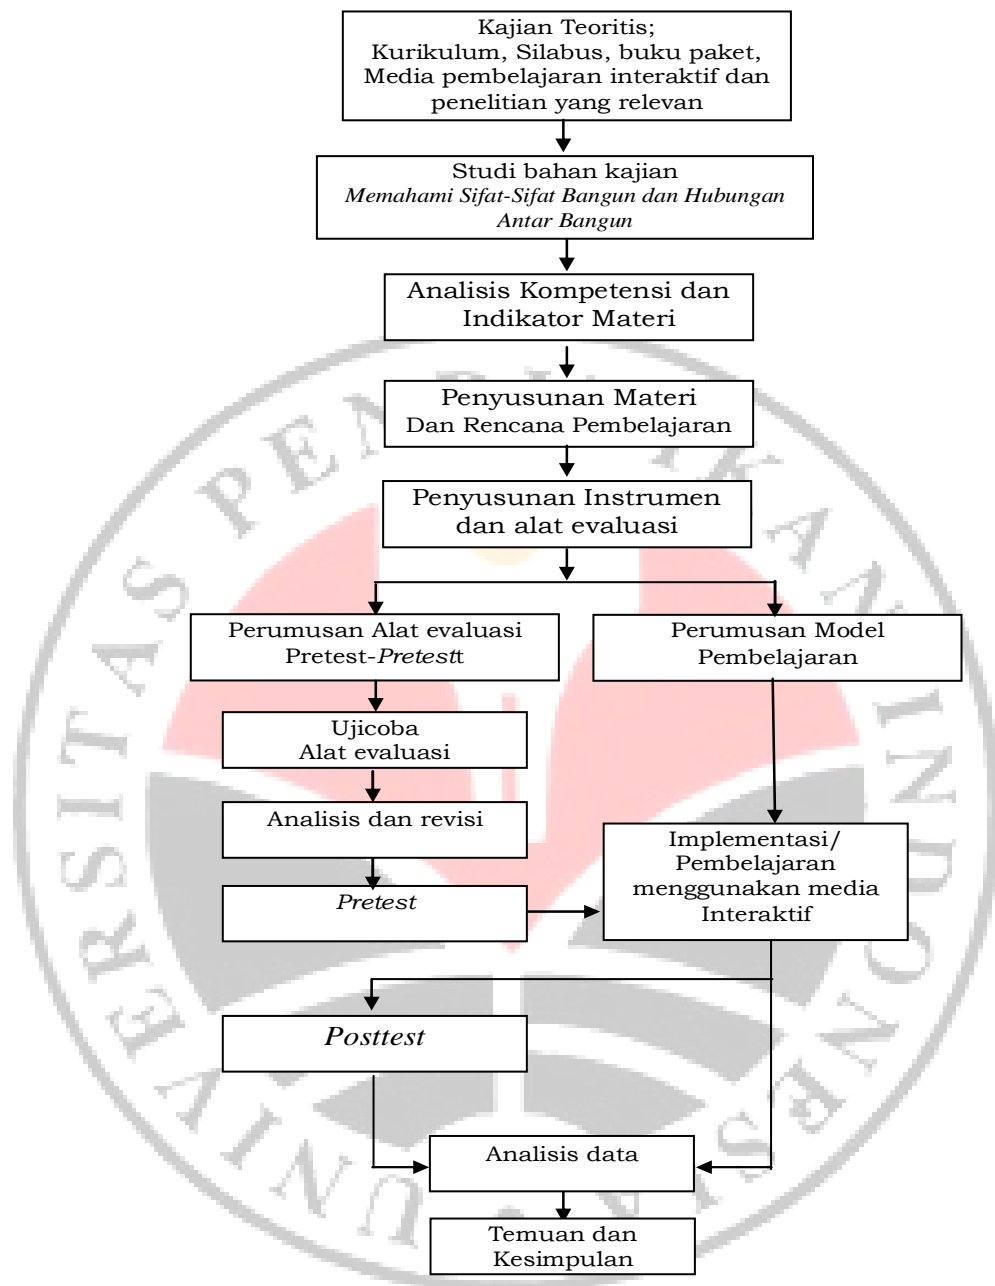 Kajian Teoritis;
Kurikulum, Silabus, buku paket,
Media pembelajaran interaktif dan
penelitian yang relevan
Studi bahan kajian
Memahami Sifat-Sifat Bangun dan Hubungan
Antar Bangun
Analisis Kompetensi dan
Indikator Materi
Penyusunan Materi
Dan Rencana Pembelajaran
Penyusunan Instrumen
dan alat evaluasi
Perumusan Alat evaluasi
Pretest-Pretestt
Perumusan Model
Pembelajaran
Ujicoba
Alat evaluasi
Analisis dan revisi
Pretest
Implementasi/
Pembelajaran
menggunakan media
Interaktif
Posttest
Analisis data
Temuan dan
Kesimpulan
UNIVERSITAS PENDIDIKAN INDONESIA